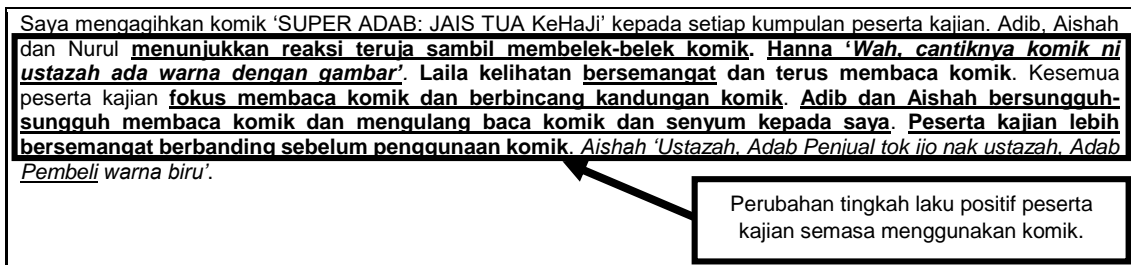 Saya mengagihkan komik ‘SUPER ADAB: JAIS TUA KeHaJi’ kepada setiap kumpulan peserta kajian. Adib, Aishah
dan Nurul menunjukkan reaksi teruja sambil membelek-belek komik. Hanna ‘Wah, cantiknya komik ni
ustazah ada warna dengan gambar’. Laila kelihatan bersemangat dan terus membaca komik. Kesemua
peserta kajian fokus membaca komik dan berbincang kandungan komik. Adib dan Aishah bersungguh-
sungguh membaca komik dan mengulang baca komik dan senyum kepada saya. Peserta kajian lebih
bersemangat berbanding sebelum penggunaan komik. Aishah ‘Ustazah, Adab Penjual tok ijo nak ustazah, Adab
Pembeli warna biru’.
Perubahan tingkah laku positif peserta
kajian semasa menggunakan komik.